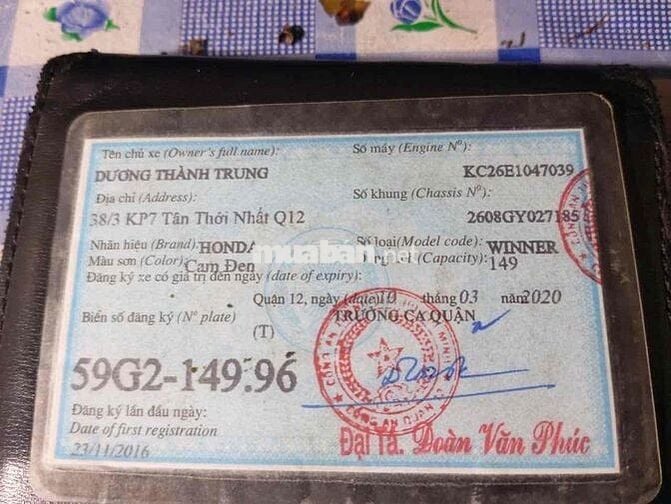 Tên chủ xe (Owner's full name):
DƯƠNG THÀNH TRUNG
Số máy (Engine Nº):
KC26E1047039
Địa chỉ (Address):
38/3 KP7 Tân Thới Nhất Q12
Số khung (Chassis Nº):
2608GY027185
Nhãn hiệu (Brand): HONDA
Số loại (Model code): WINNER
Màu sơn (Color): Cam Đen
(Capacity): 149
muaban.net
Đăng ký xe có giá trị đến ngày (date of expiry):
Quận 12, ngày (date) 10 tháng 03 năm 2020
Biển số đăng ký (Nº plate)
TRƯỞNG CA QUẬN
(T)
59G2-149.96
Đăng ký lần đầu ngày:
Date of first registration
23/11/2016
Đại Tá. Đoàn Văn Phúc